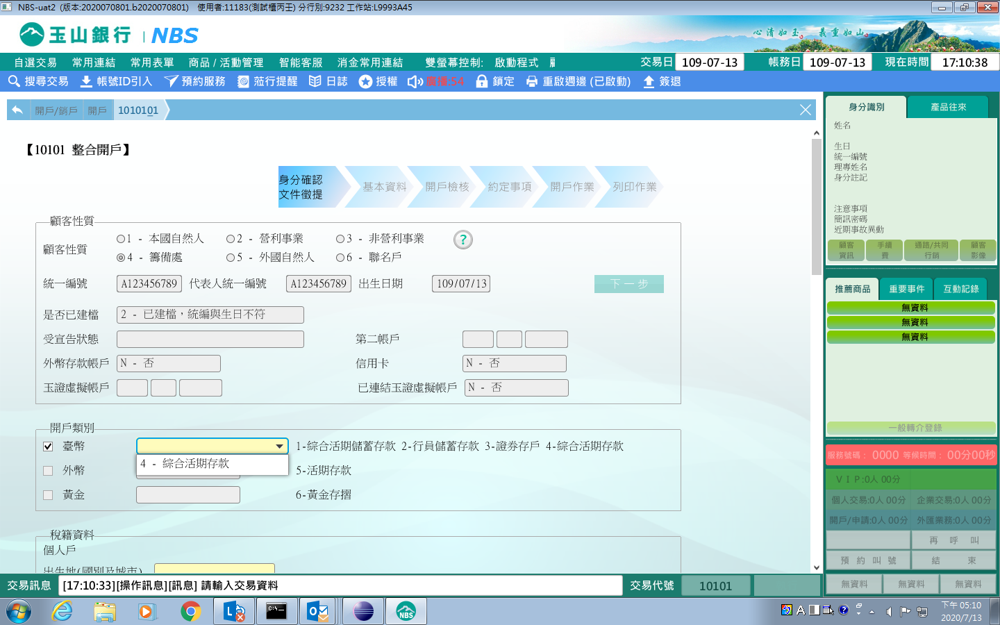 NBS-uat2 (版本:2020070801.b2020070801) 使用者:11183(測試櫃丙壬) 分行別:9232 工作站:L9993A45
玉山銀行 | NBS
心清如玉。義重如山。
自選交易 常用連結 常用表單 商品 / 活動管理 智能客服 消金常用連結 雙螢幕控制: 啟動程式
交易日 109-07-13 帳務日 109-07-13 現在時間 17:10:38
搜尋交易 帳號ID引入 預約服務 蒞行提醒 日誌 授權 54 鎖定 重啟週邊 (已啟動) 簽退
開戶/銷戶 開戶 1010101
【10101 整合開戶】
身分確認
文件徵提
基本資料 開戶檢核 約定事項 開戶作業 列印作業
顧客性質
顧客性質
1 - 本國自然人 2 - 營利事業 3 - 非營利事業 ?
4 - 籌備處 5 - 外國自然人 6 - 聯名戶
統一編號 A123456789 代表人統一編號 A123456789 出生日期 109/07/13 下一步
是否已建檔 2 - 已建檔，統編與生日不符
受宣告狀態 第二帳戶
外幣存款帳戶 N - 否 信用卡 N - 否
玉證虛擬帳戶 已連結玉證虛擬帳戶 N - 否
開戶類別
臺幣 1-綜合活期儲蓄存款 2-行員儲蓄存款 3-證券存戶 4-綜合活期存款
4 - 綜合活期存款
外幣 5-活期存款
黃金 6-黃金存摺
稅籍資料
個人戶
出生地(國別及城市)
交易訊息 [17:10:33][操作訊息][訊息] 請輸入交易資料 交易代號 10101
身分識別 產品往來
姓名
生日
統一編號
理專姓名
身分註記
注意事項
簡訊密碼
近期事故異動
顧客資訊 手續費 通路/共同行銷 顧客影像
推薦商品 重要事件 互動記錄
無資料
無資料
無資料
一般轉介登錄
服務號碼： 0000 等候時間： 00分00秒
ＶＩＰ:0人 00分
個人交易:0人 00分 企業交易:0人 00分
開戶/申請:0人 00分 外匯業務:0人 00分
再 呼 叫
預 約 叫 號 結 束
無資料 無資料 無資料
NBS
下午 05:10
2020/7/13